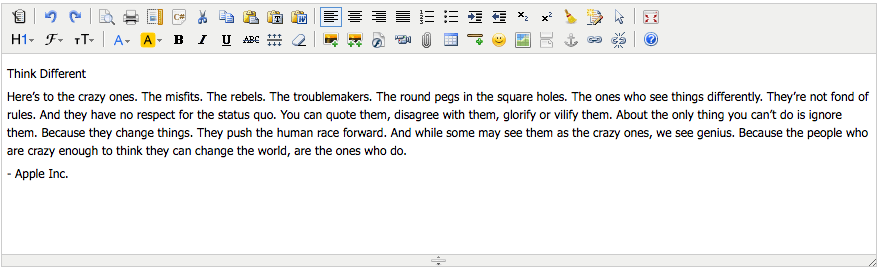 H1 F T A A B I U ABC
Think Different
Here’s to the crazy ones. The misfits. The rebels. The troublemakers. The round pegs in the square holes. The ones who see things differently. They’re not fond of
rules. And they have no respect for the status quo. You can quote them, disagree with them, glorify or vilify them. About the only thing you can’t do is ignore
them. Because they change things. They push the human race forward. And while some may see them as the crazy ones, we see genius. Because the people who
are crazy enough to think they can change the world, are the ones who do.
- Apple Inc.